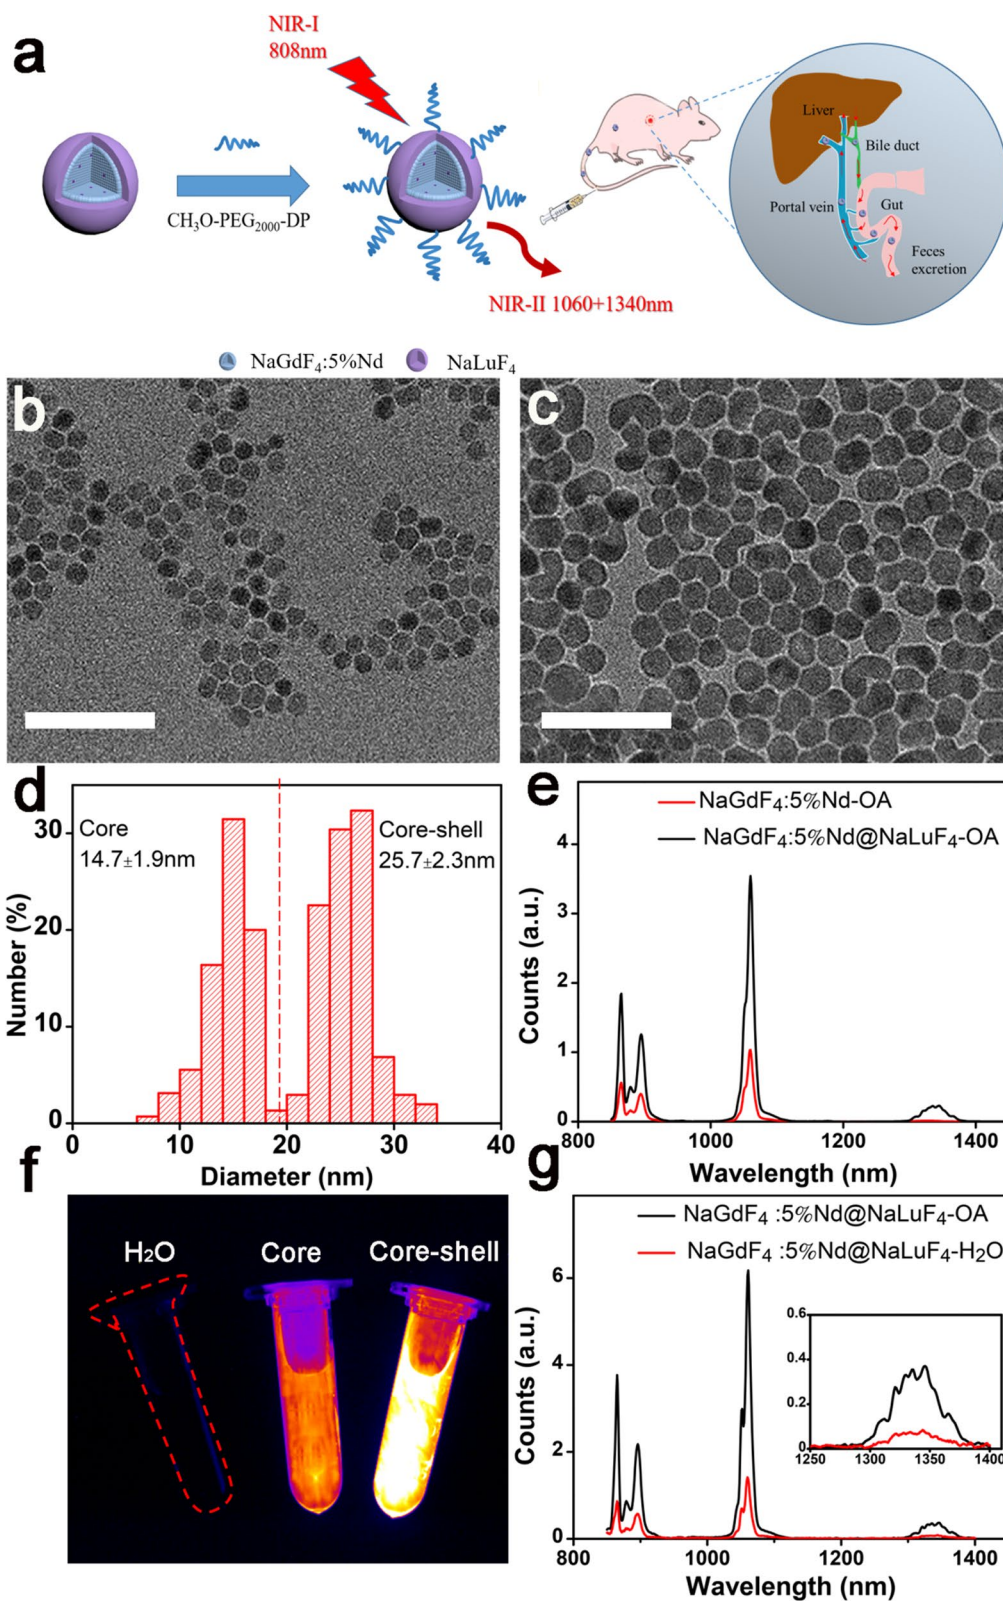 a
NIR-I
808nm
CH₃O-PEG₂₀₀₀-DP
NIR-II 1060+1340nm
Liver
Bile duct
Portal vein
Gut
Feces
excretion
NaGdF₄:5%Nd
NaLuF₄
b
c
d
Core
14.7±1.9nm
Core-shell
25.7±2.3nm
Number (%)
30
20
10
0
0
10
20
30
40
Diameter (nm)
e
NaGdF₄:5%Nd-OA
NaGdF₄:5%Nd@NaLuF₄-OA
Counts (a.u.)
4
3
2
1
0
800
1000
1200
1400
Wavelength (nm)
f
H₂O
Core
Core-shell
g
NaGdF₄ :5%Nd@NaLuF₄-OA
NaGdF₄ :5%Nd@NaLuF₄-H₂O
Counts (a.u.)
6
4
2
0
800
1000
1200
1400
Wavelength (nm)
0.6
0.4
0.2
0
1250
1300
1350
1400